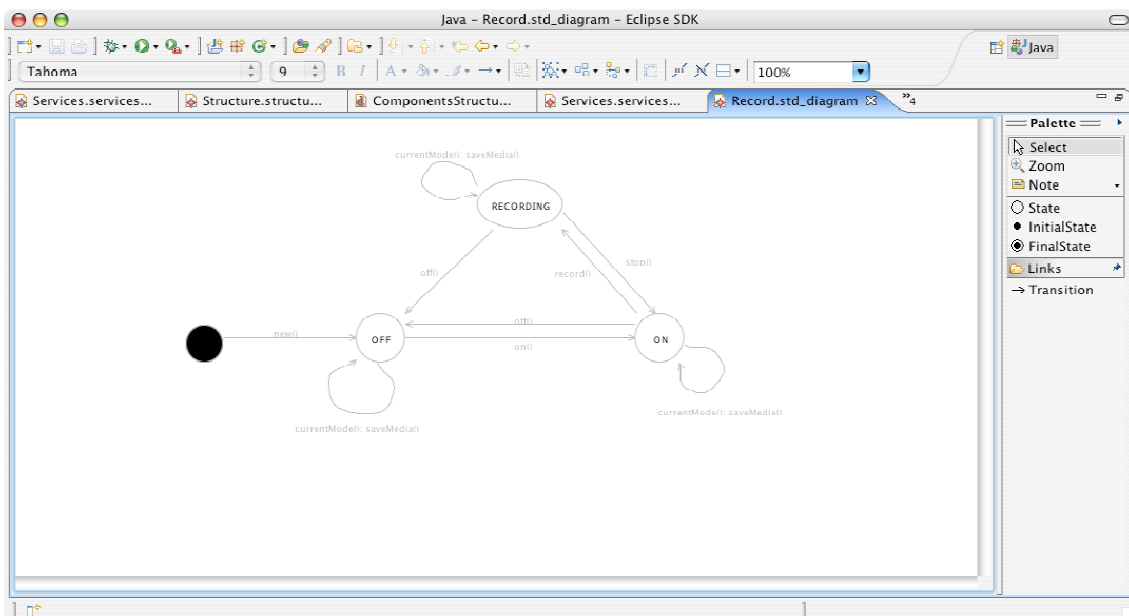 Java – Record.std_diagram – Eclipse SDK
Java
Tahoma 9 B I A 100%
Services.services... Structure.structu... ComponentsStructu... Services.services... Record.std_diagram »4
Palette
Select
Zoom
Note
State
InitialState
FinalState
Links
Transition
currentMode(): saveMedia()
RECORDING
off() record() stop()
new() OFF off() ON
on()
currentMode(): saveMedia()
currentMode(): saveMedia()